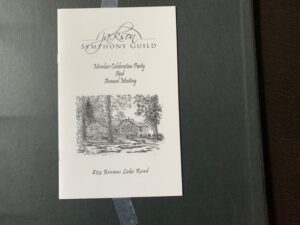 Jackson
SYMPHONY GUILD
Member Celebration Party
And
Annual Meeting
824 Browns Lake Road